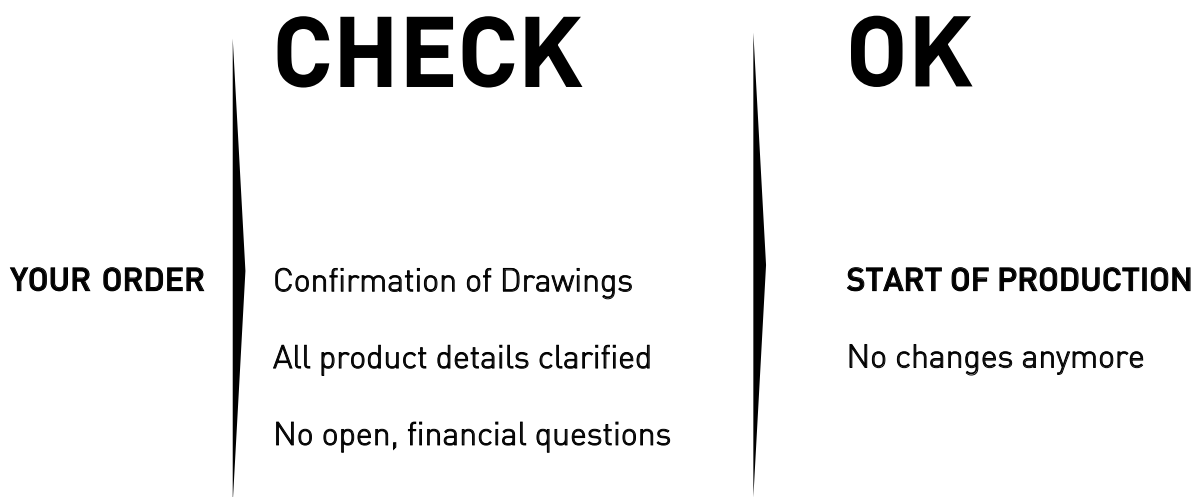 CHECK
OK
YOUR ORDER
Confirmation of Drawings
All product details clarified
No open, financial questions
START OF PRODUCTION
No changes anymore